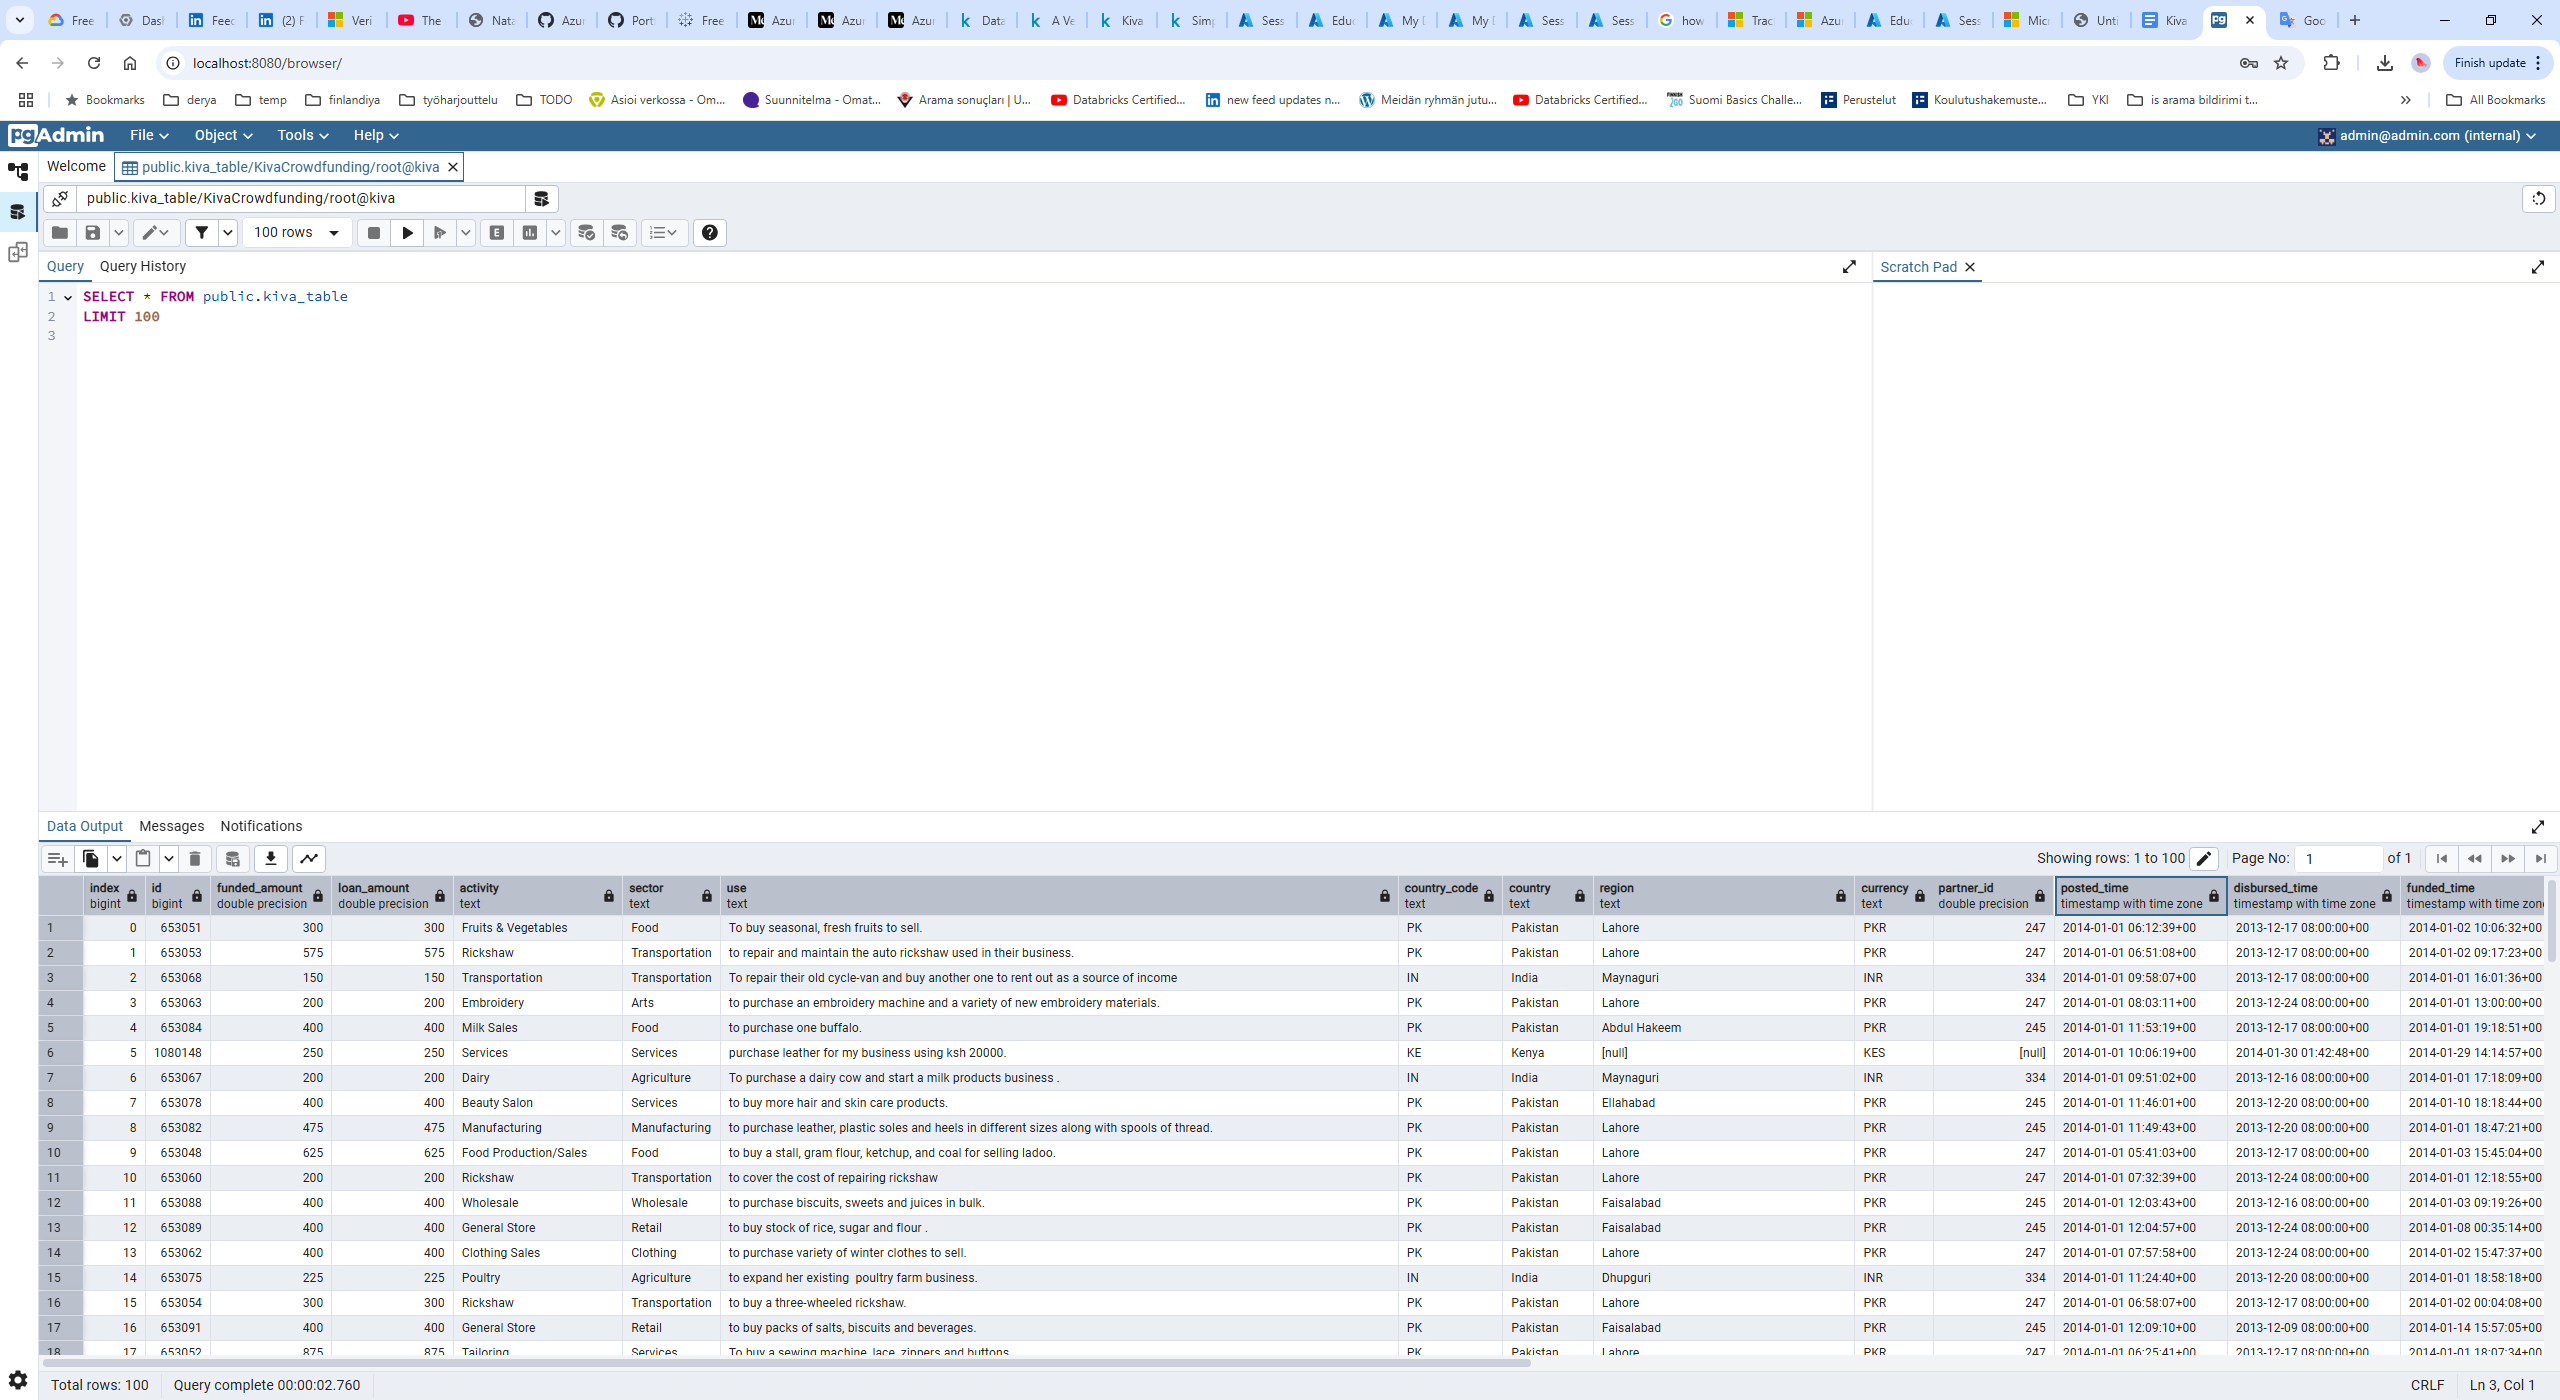 Free Dash Feed (2) F Veri The Nata Azur Port Free Azur Azur Azur Data A Ve Kiva Simp Sess Educ My D My D Sess Sess how Trac Azur Educ Sess Micr Unti Kiva Goo
localhost:8080/browser/
Finish update
Bookmarks derya temp finlandiya työharjouttelu TODO Asioi verkossa - Om... Suunnitelma - Omat... Arama sonuçları | U... Databricks Certified... new feed updates n... Meidän ryhmän jutu... Databricks Certified... Suomi Basics Challe... Perustelut Koulutushakemuste... YKI is arama bildirimi t... All Bookmarks
pgAdmin File Object Tools Help admin@admin.com (internal)
Welcome public.kiva_table/KivaCrowdfunding/root@kiva
public.kiva_table/KivaCrowdfunding/root@kiva
100 rows
Query Query History Scratch Pad
1 SELECT * FROM public.kiva_table
2 LIMIT 100
3
Data Output Messages Notifications
Showing rows: 1 to 100 Page No: 1 of 1
index id funded_amount loan_amount activity sector use country_code country region currency partner_id posted_time disbursed_time funded_time
bigint bigint double precision double precision text text text text text text text double precision timestamp with time zone timestamp with time zone timestamp with time zon
1 0 653051 300 300 Fruits & Vegetables Food To buy seasonal, fresh fruits to sell. PK Pakistan Lahore PKR 247 2014-01-01 06:12:39+00 2013-12-17 08:00:00+00 2014-01-02 10:06:32+00
2 1 653053 575 575 Rickshaw Transportation to repair and maintain the auto rickshaw used in their business. PK Pakistan Lahore PKR 247 2014-01-01 06:51:08+00 2013-12-17 08:00:00+00 2014-01-02 09:17:23+00
3 2 653068 150 150 Transportation Transportation To repair their old cycle-van and buy another one to rent out as a source of income IN India Maynaguri INR 334 2014-01-01 09:58:07+00 2013-12-17 08:00:00+00 2014-01-01 16:01:36+00
4 3 653063 200 200 Embroidery Arts to purchase an embroidery machine and a variety of new embroidery materials. PK Pakistan Lahore PKR 247 2014-01-01 08:03:11+00 2013-12-24 08:00:00+00 2014-01-01 13:00:00+00
5 4 653084 400 400 Milk Sales Food to purchase one buffalo. PK Pakistan Abdul Hakeem PKR 245 2014-01-01 11:53:19+00 2013-12-17 08:00:00+00 2014-01-01 19:18:51+00
6 5 1080148 250 250 Services Services purchase leather for my business using ksh 20000. KE Kenya [null] KES [null] 2014-01-01 10:06:19+00 2014-01-30 01:42:48+00 2014-01-29 14:14:57+00
7 6 653067 200 200 Dairy Agriculture To purchase a dairy cow and start a milk products business . IN India Maynaguri INR 334 2014-01-01 09:51:02+00 2013-12-16 08:00:00+00 2014-01-01 17:18:09+00
8 7 653078 400 400 Beauty Salon Services to buy more hair and skin care products. PK Pakistan Ellahabad PKR 245 2014-01-01 11:46:01+00 2013-12-20 08:00:00+00 2014-01-10 18:18:44+00
9 8 653082 475 475 Manufacturing Manufacturing to purchase leather, plastic soles and heels in different sizes along with spools of thread. PK Pakistan Lahore PKR 245 2014-01-01 11:49:43+00 2013-12-20 08:00:00+00 2014-01-01 18:47:21+00
10 9 653048 625 625 Food Production/Sales Food to buy a stall, gram flour, ketchup, and coal for selling ladoo. PK Pakistan Lahore PKR 247 2014-01-01 05:41:03+00 2013-12-17 08:00:00+00 2014-01-03 15:45:04+00
11 10 653060 200 200 Rickshaw Transportation to cover the cost of repairing rickshaw PK Pakistan Lahore PKR 247 2014-01-01 07:32:39+00 2013-12-24 08:00:00+00 2014-01-01 12:18:55+00
12 11 653088 400 400 Wholesale Wholesale to purchase biscuits, sweets and juices in bulk. PK Pakistan Faisalabad PKR 245 2014-01-01 12:03:43+00 2013-12-16 08:00:00+00 2014-01-03 09:19:26+00
13 12 653089 400 400 General Store Retail to buy stock of rice, sugar and flour . PK Pakistan Faisalabad PKR 245 2014-01-01 12:04:57+00 2013-12-24 08:00:00+00 2014-01-08 00:35:14+00
14 13 653062 400 400 Clothing Sales Clothing to purchase variety of winter clothes to sell. PK Pakistan Lahore PKR 247 2014-01-01 07:57:58+00 2013-12-24 08:00:00+00 2014-01-02 15:47:37+00
15 14 653075 225 225 Poultry Agriculture to expand her existing  poultry farm business. IN India Dhupguri INR 334 2014-01-01 11:24:40+00 2013-12-20 08:00:00+00 2014-01-01 18:58:18+00
16 15 653054 300 300 Rickshaw Transportation to buy a three-wheeled rickshaw. PK Pakistan Lahore PKR 247 2014-01-01 06:58:07+00 2013-12-17 08:00:00+00 2014-01-02 00:04:08+00
17 16 653091 400 400 General Store Retail to buy packs of salts, biscuits and beverages. PK Pakistan Faisalabad PKR 245 2014-01-01 12:09:10+00 2013-12-09 08:00:00+00 2014-01-14 15:57:05+00
18 17 653052 875 875 Tailoring Services To buy a sewing machine, lace, zippers and buttons PK Pakistan Lahore PKR 247 2014-01-01 06:25:41+00 2013-12-17 08:00:00+00 2014-01-01 18:07:34+00
Total rows: 100 Query complete 00:00:02.760 CRLF Ln 3, Col 1